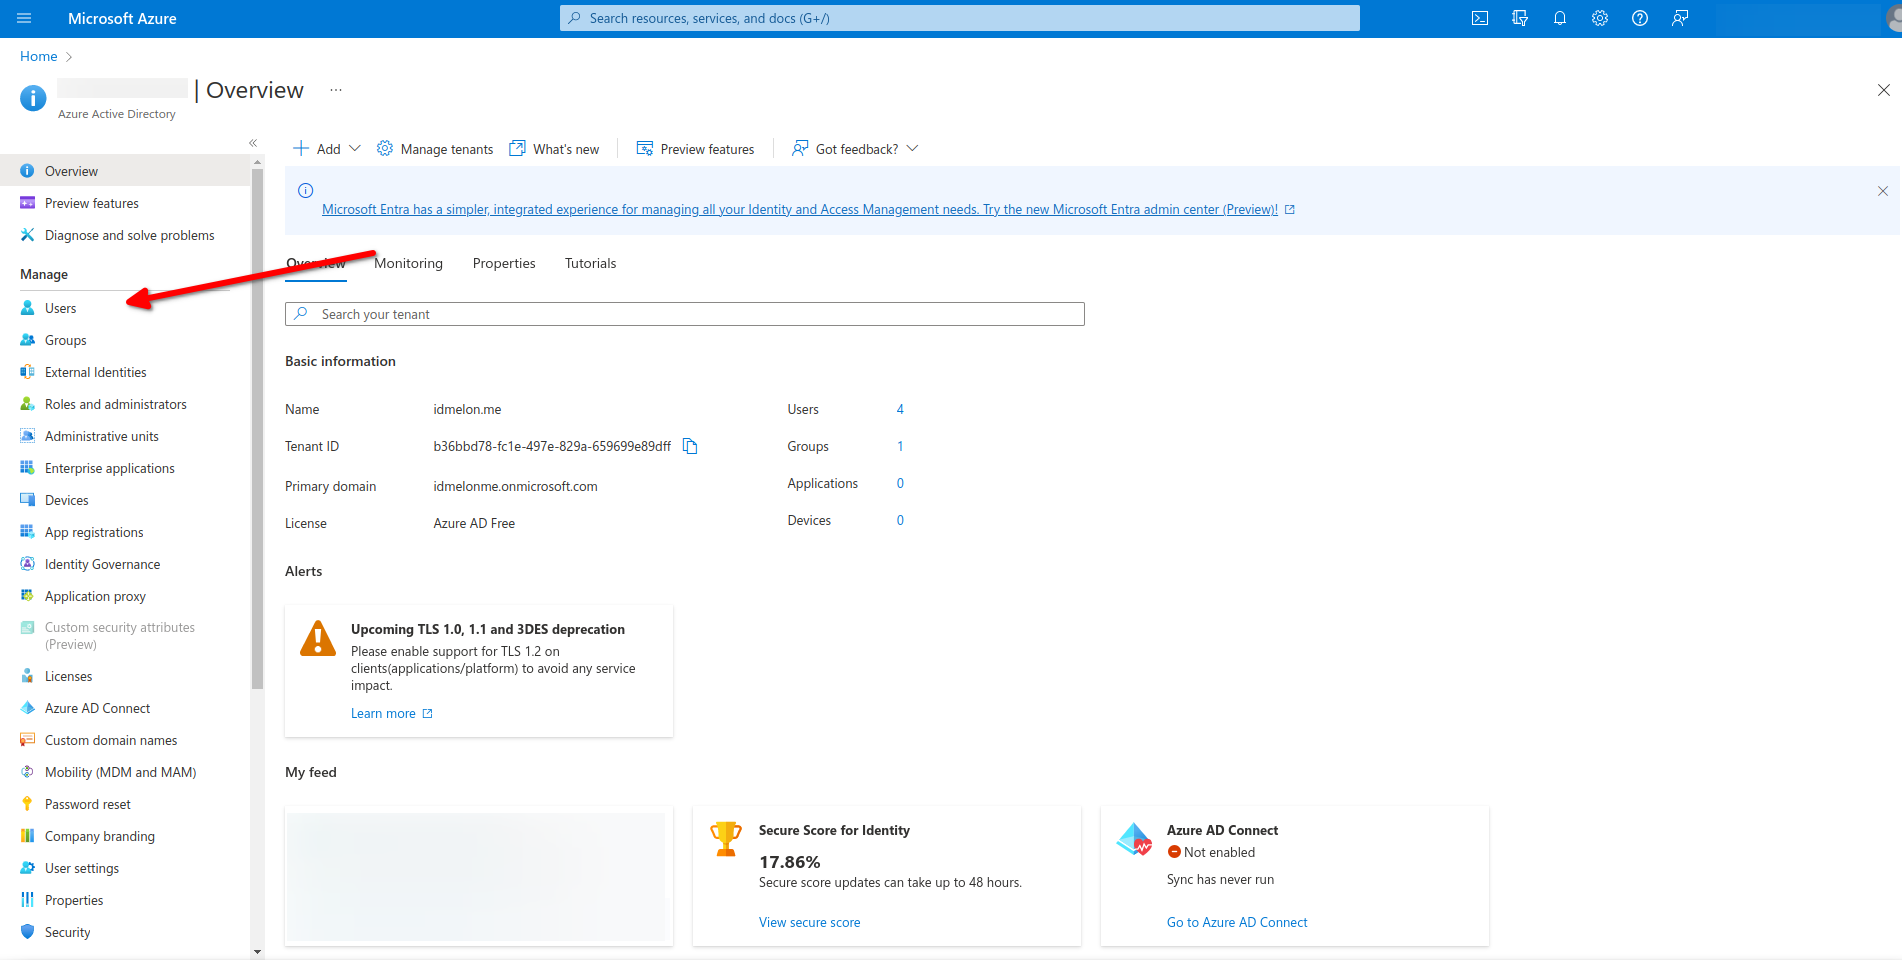 Microsoft Azure
Search resources, services, and docs (G+/)
Home
| Overview ...
Azure Active Directory
Add
Manage tenants
What's new
Preview features
Got feedback?
Microsoft Entra has a simpler, integrated experience for managing all your Identity and Access Management needs. Try the new Microsoft Entra admin center (Preview)!
Overview
Preview features
Diagnose and solve problems
Manage
Users
Groups
External Identities
Roles and administrators
Administrative units
Enterprise applications
Devices
App registrations
Identity Governance
Application proxy
Custom security attributes
(Preview)
Licenses
Azure AD Connect
Custom domain names
Mobility (MDM and MAM)
Password reset
Company branding
User settings
Properties
Security
Overview
Monitoring
Properties
Tutorials
Search your tenant
Basic information
Name idmelon.me
Tenant ID b36bbd78-fc1e-497e-829a-659699e89dff
Primary domain idmelonme.onmicrosoft.com
License Azure AD Free
Users 4
Groups 1
Applications 0
Devices 0
Alerts
Upcoming TLS 1.0, 1.1 and 3DES deprecation
Please enable support for TLS 1.2 on
clients(applications/platform) to avoid any service
impact.
Learn more
My feed
Secure Score for Identity
17.86%
Secure score updates can take up to 48 hours.
View secure score
Azure AD Connect
Not enabled
Sync has never run
Go to Azure AD Connect